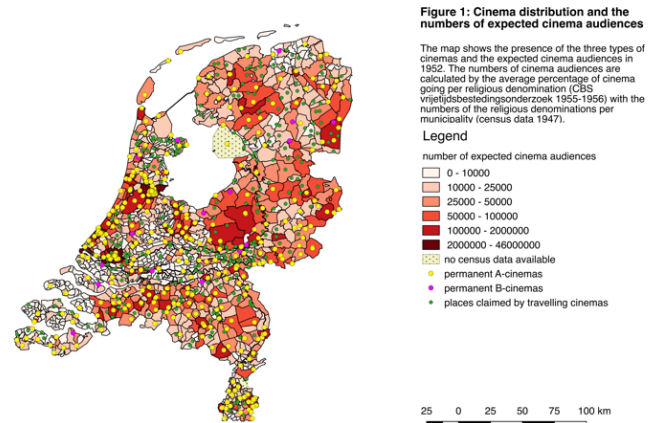 Figure 1: Cinema distribution and the
numbers of expected cinema audiences
The map shows the presence of the three types of
cinemas and the expected cinema audiences in
1952. The numbers of cinema audiences are
calculated by the average percentage of cinema
going per religious denomination (CBS
vrijetijdsbestedingsonderzoek 1955-1956) with the
numbers of the religious denominations per
municipality (census data 1947).
Legend
number of expected cinema audiences
0 - 10000
10000 - 25000
25000 - 50000
50000 - 100000
100000 - 2000000
2000000 - 46000000
no census data available
permanent A-cinemas
permanent B-cinemas
places claimed by travelling cinemas
25 0 25 50 75 100 km